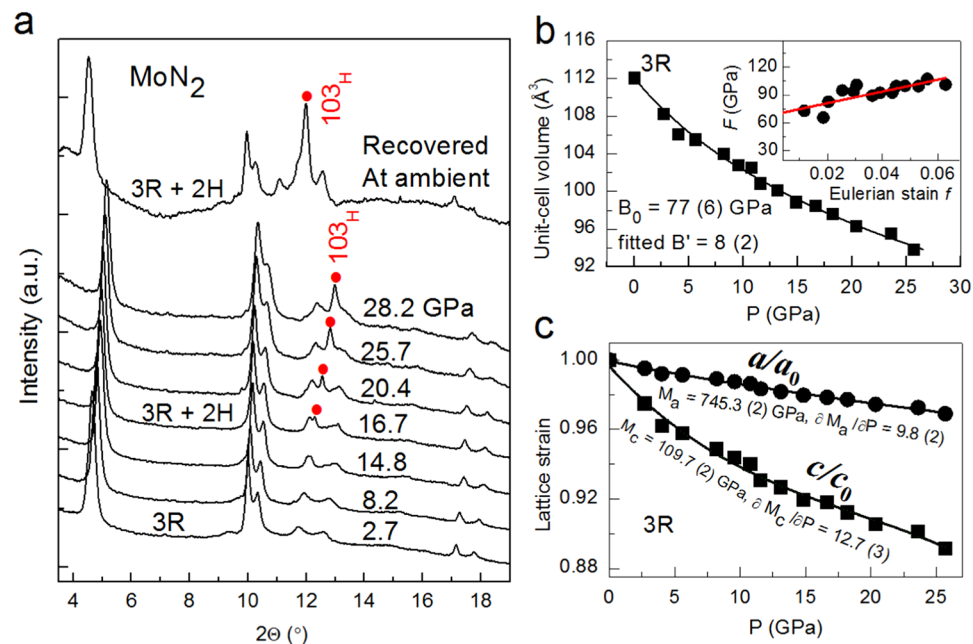 a
MoN2
103H
Recovered
At ambient
3R + 2H
103H
28.2 GPa
25.7
20.4
3R + 2H
16.7
14.8
8.2
3R
2.7
Intensity (a.u.)
4 6 8 10 12 14 16 18
2Θ (°)
b
116
112
108
104
100
96
92
Unit-cell volume (Å3)
3R
B0 = 77 (6) GPa
fitted B' = 8 (2)
0 5 10 15 20 25 30
P (GPa)
120
90
60
30
F (GPa)
0.02 0.04 0.06
Eulerian stain f
c
1.00
0.96
0.92
0.88
Lattice strain
a/a0
Ma = 745.3 (2) GPa, ∂ Ma /∂P = 9.8 (2)
c/c0
Mc = 109.7 (2) GPa, ∂ Mc /∂P = 12.7 (3)
3R
0 5 10 15 20 25
P (GPa)